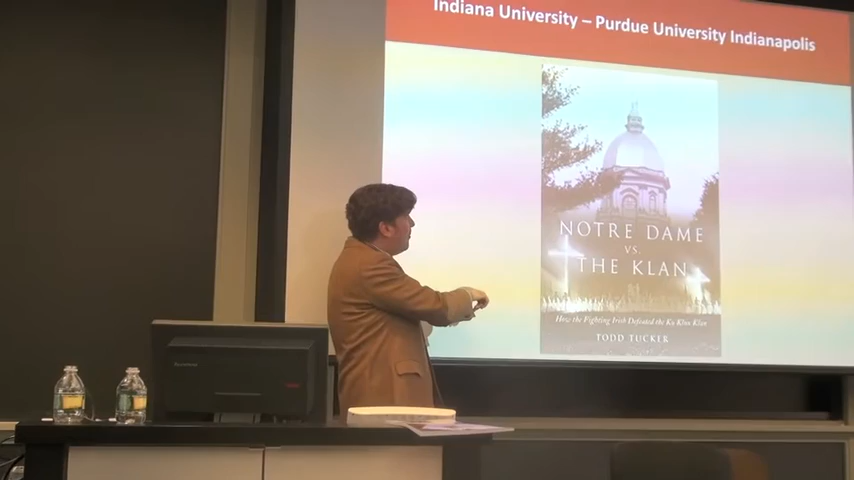 Indiana University – Purdue University Indianapolis
NOTRE DAME
VS.
THE KLAN
How the Fighting Irish Defeated the Ku Klux Klan
TODD TUCKER